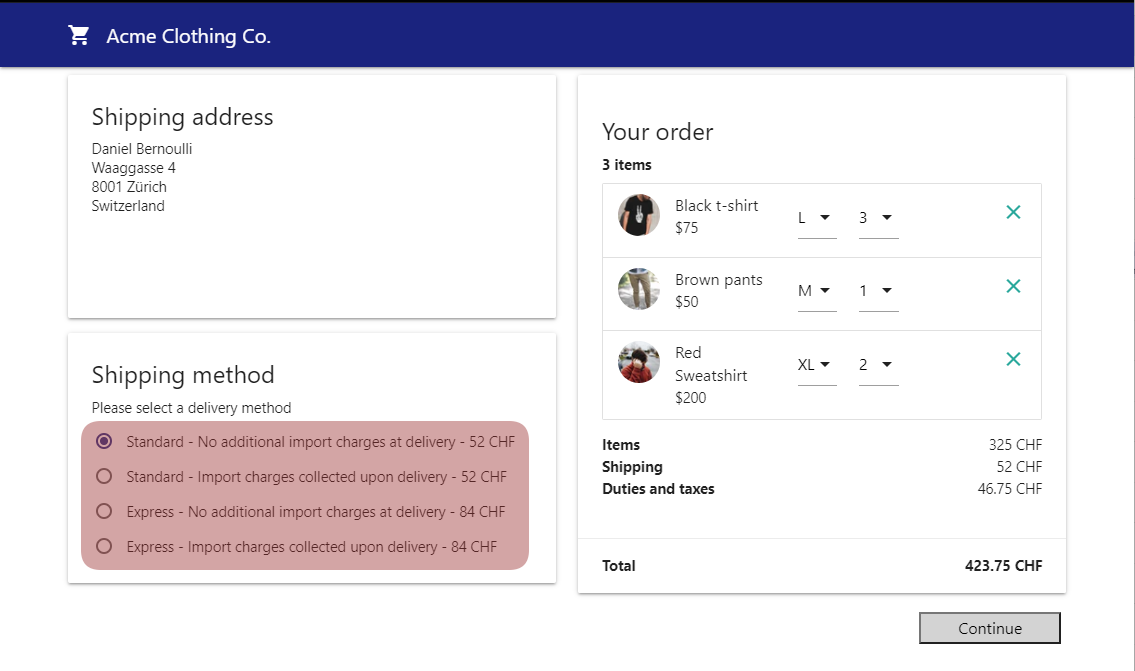 Acme Clothing Co.
Shipping address
Daniel Bernoulli
Waaggasse 4
8001 Zürich
Switzerland
Shipping method
Please select a delivery method
Standard - No additional import charges at delivery - 52 CHF
Standard - Import charges collected upon delivery - 52 CHF
Express - No additional import charges at delivery - 84 CHF
Express - Import charges collected upon delivery - 84 CHF
Your order
3 items
Black t-shirt
$75
L
3
Brown pants
$50
M
1
Red
Sweatshirt
$200
XL
2
Items 325 CHF
Shipping 52 CHF
Duties and taxes 46.75 CHF
Total 423.75 CHF
Continue